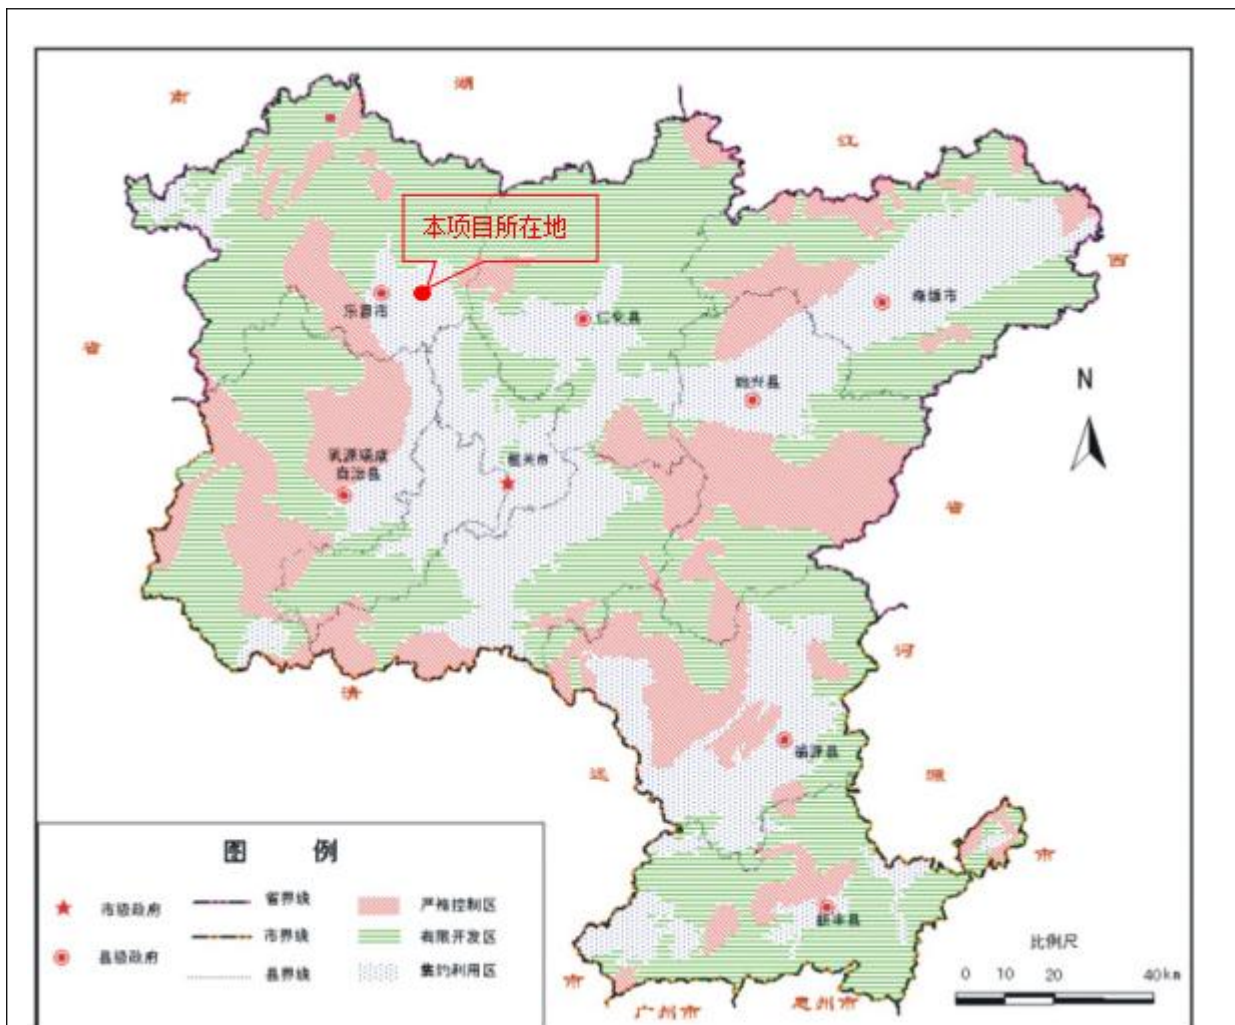 湖
南
江
本项目所在地
西
乐昌市
仁化县
南雄市
省
始兴县
N
韶关市
乳源瑶族
自治县
省
河
清
翁源县
远
源
图 例
市
市级政府
省界线
严格控制区
新丰县
市界线
有限开发区
比例尺
县级政府
县界线
集约利用区
0 10 20 40km
市
广州市
惠州市